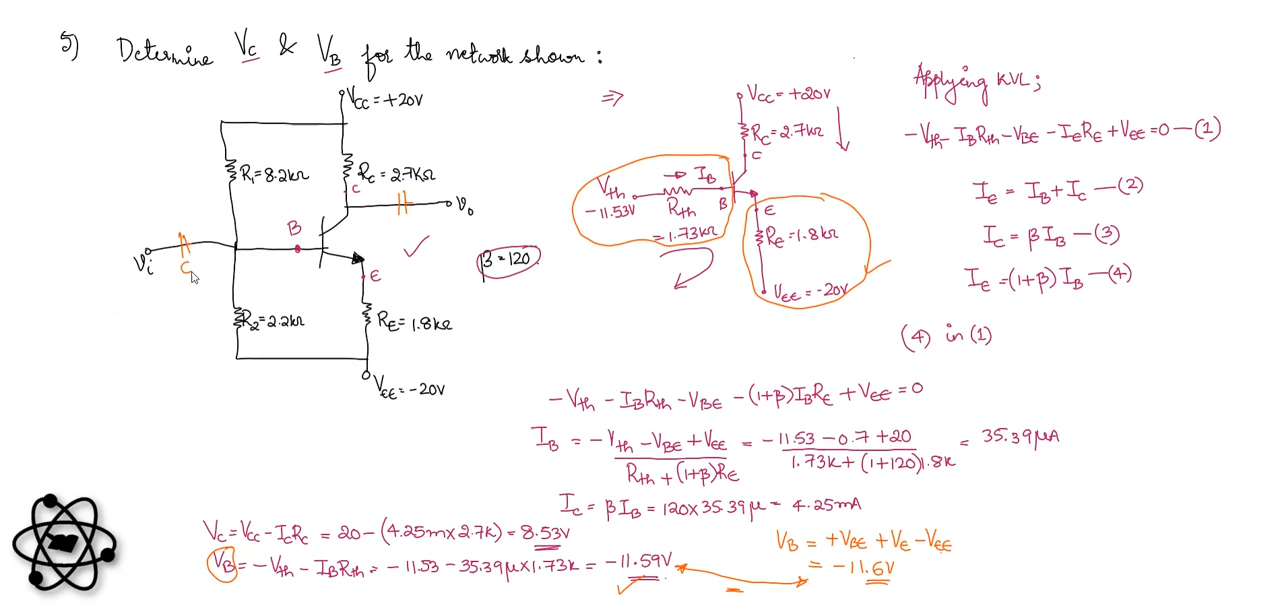 5) Determine Vc & VB for the network shown :
VCC = +20V
R1 = 8.2kΩ
RC = 2.7KΩ
C
Vo
B
Vi
C
E
β = 120
R2 = 2.2kΩ
RE = 1.8kΩ
VEE = -20V
⇒
VCC = +20V
RC = 2.7kΩ
C
Vth
-11.53V
→ IB
Rth
= 1.73kΩ
B
E
RE = 1.8kΩ
VEE = -20V
Applying KVL;
-Vth - IBRth - VBE - IERE + VEE = 0 — (1)
IE = IB + IC — (2)
IC = βIB — (3)
IE = (1+β) IB — (4)
(4) in (1)
-Vth - IBRth - VBE - (1+β)IBRE + VEE = 0
IB = -Vth - VBE + VEE / Rth + (1+β)RE = -11.53 - 0.7 + 20 / 1.73K + (1+120)1.8K = 35.39μA
IC = βIB = 120 x 35.39μ = 4.25mA
VC = VCC - ICRC = 20 - (4.25m x 2.7k) = 8.53V
VB = -Vth - IBRth = -11.53 - 35.39μ x 1.73k = -11.59V
VB = +VBE + VE - VEE
= -11.6V